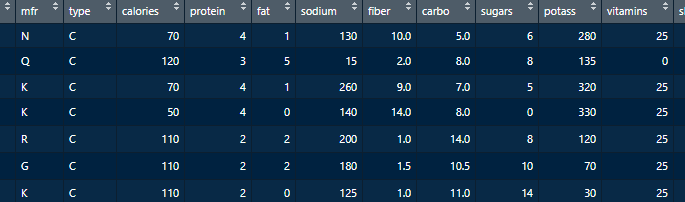 mfr type calories protein fat sodium fiber carbo sugars potass vitamins
N C 70 4 1 130 10.0 5.0 6 280 25
Q C 120 3 5 15 2.0 8.0 8 135 0
K C 70 4 1 260 9.0 7.0 5 320 25
K C 50 4 0 140 14.0 8.0 0 330 25
R C 110 2 2 200 1.0 14.0 8 120 25
G C 110 2 2 180 1.5 10.5 10 70 25
K C 110 2 0 125 1.0 11.0 14 30 25